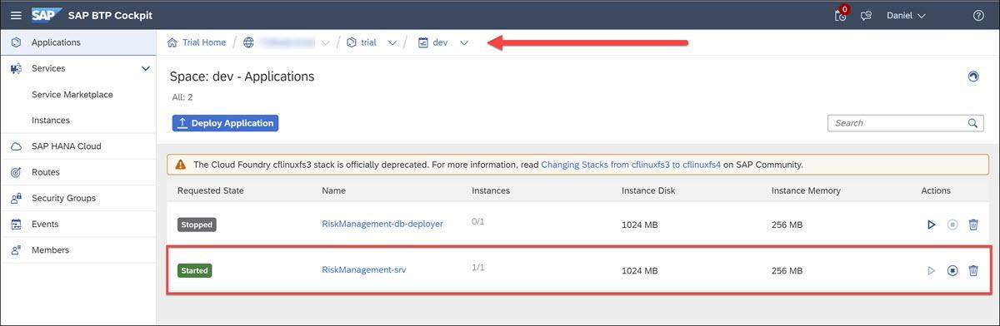 SAP SAP BTP Cockpit 0 Daniel
Applications
Services
Service Marketplace
Instances
SAP HANA Cloud
Routes
Security Groups
Events
Members
Trial Home / / trial / dev
Space: dev - Applications
All: 2
Deploy Application
Search
The Cloud Foundry cflinuxfs3 stack is officially deprecated. For more information, read Changing Stacks from cflinuxfs3 to cflinuxfs4 on SAP Community.
Requested State Name Instances Instance Disk Instance Memory Actions
Stopped RiskManagement-db-deployer 0/1 1024 MB 256 MB
Started RiskManagement-srv 1/1 1024 MB 256 MB